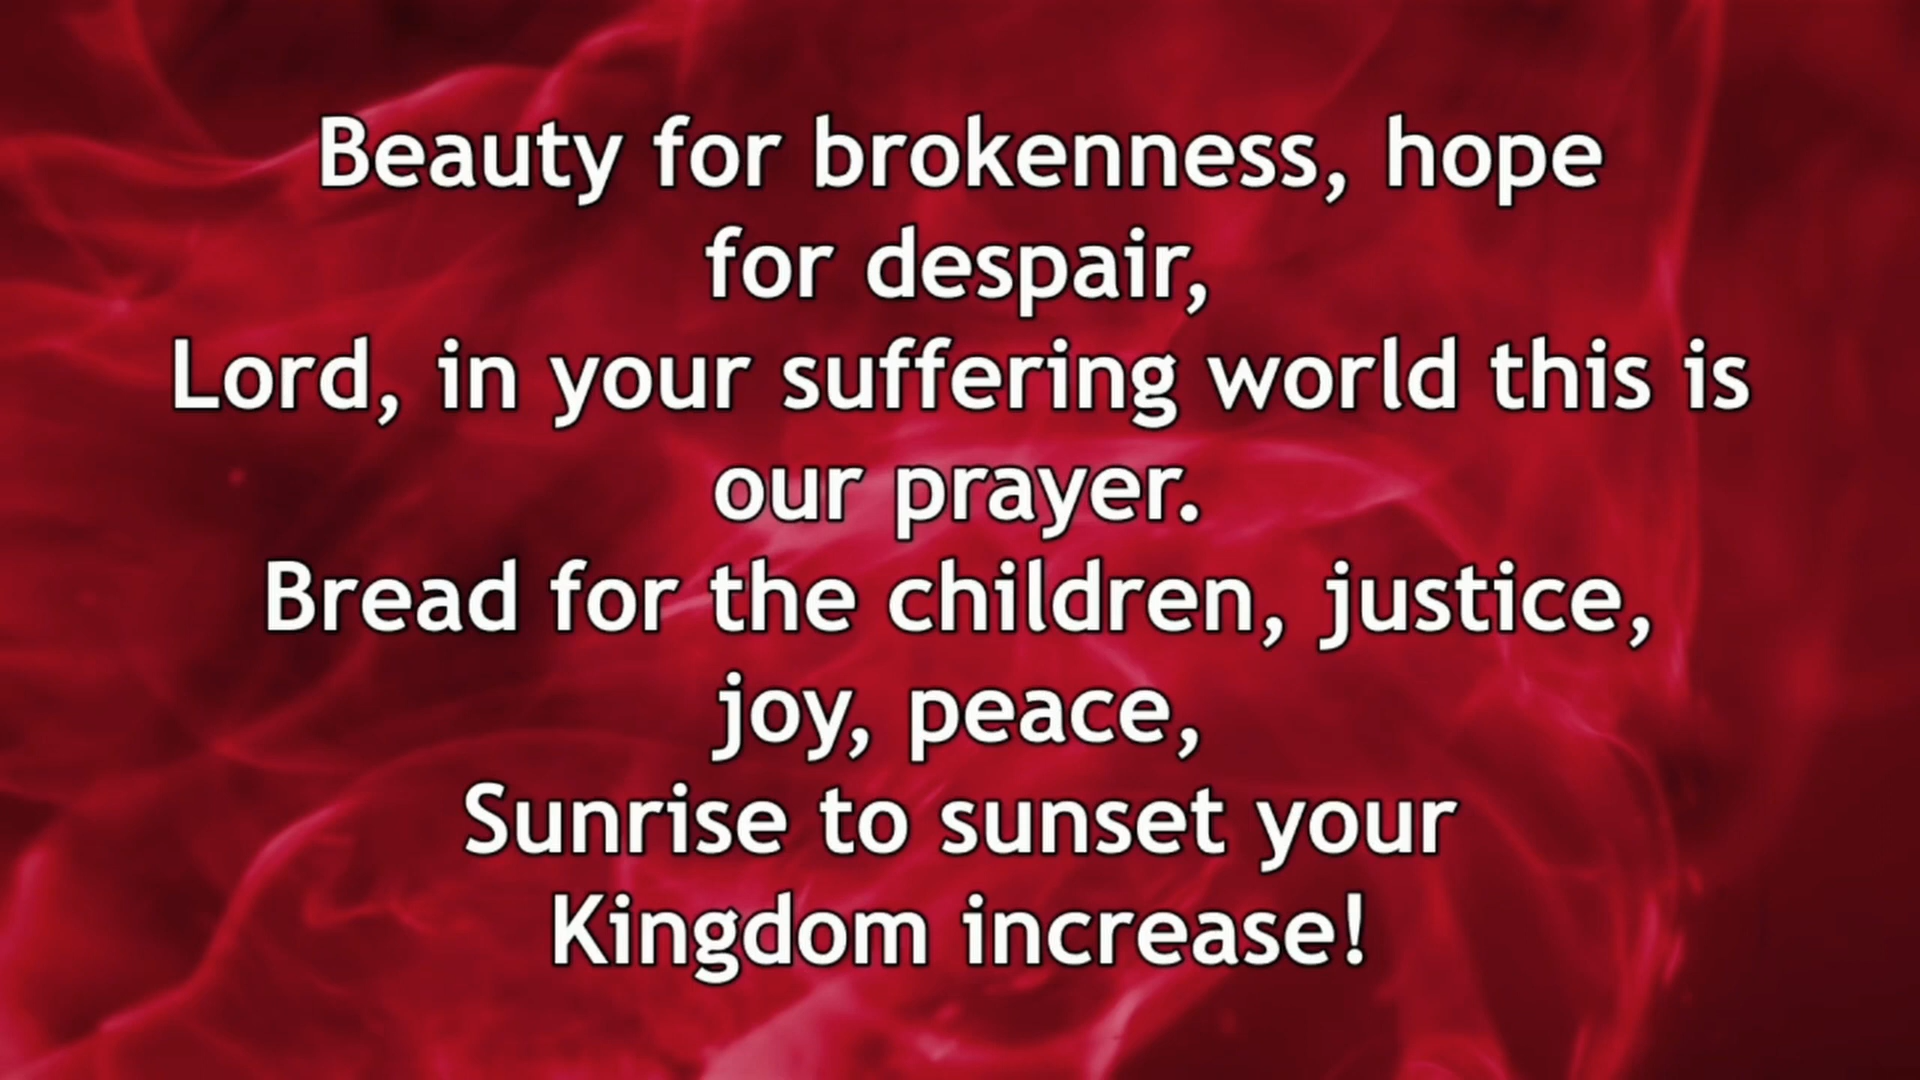 Beauty for brokenness, hope
for despair,
Lord, in your suffering world this is
our prayer.
Bread for the children, justice,
joy, peace,
Sunrise to sunset your
Kingdom increase!